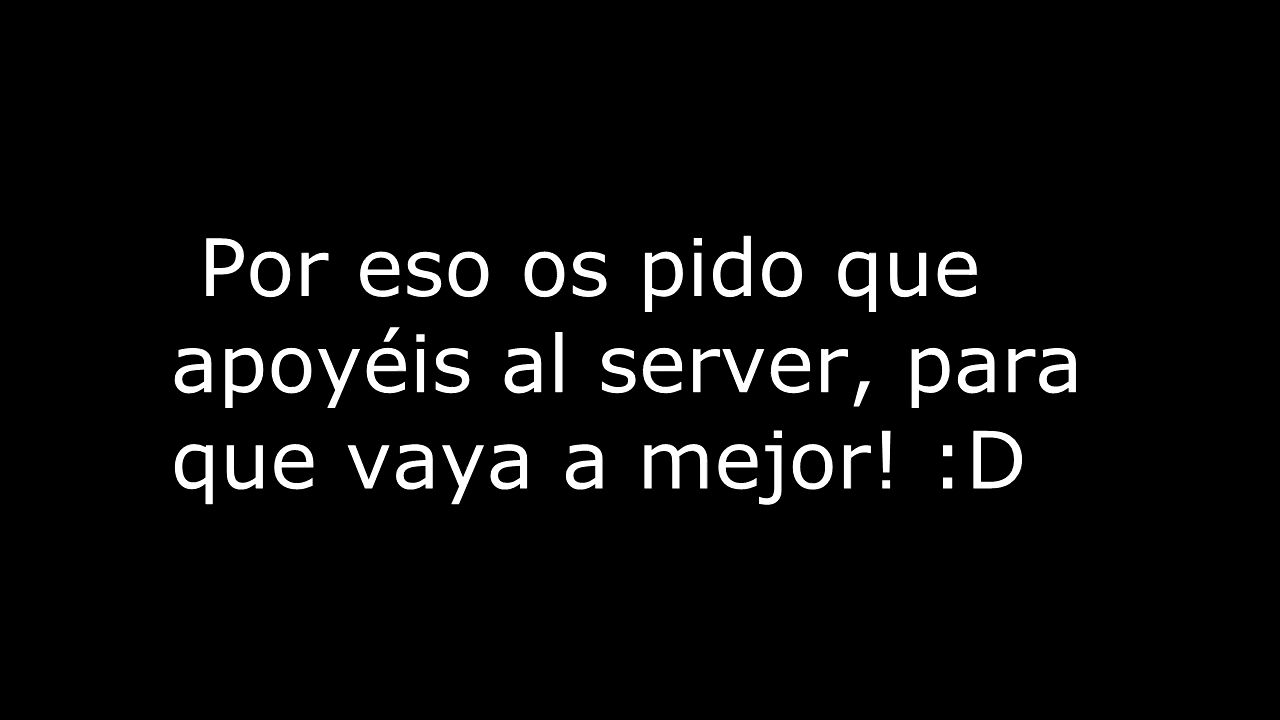 Por eso os pido que
apoyéis al server, para
que vaya a mejor! :D